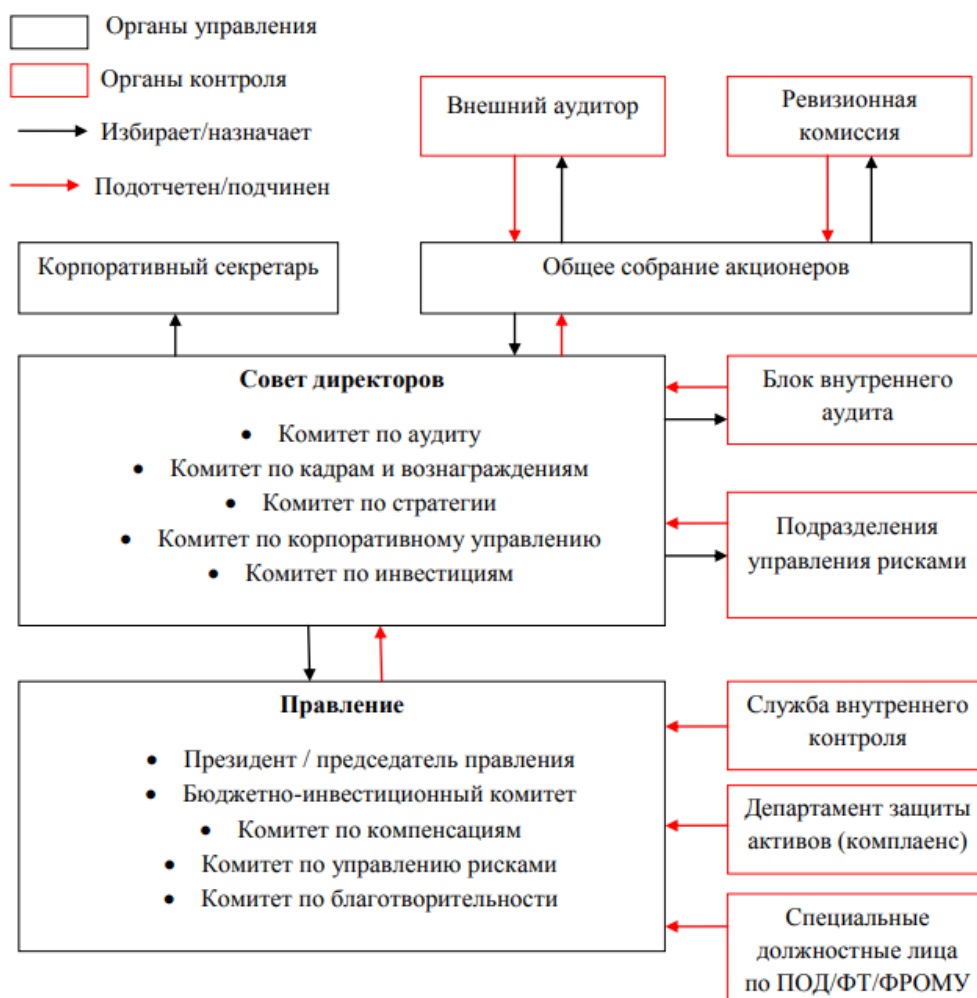 Органы управления
Органы контроля
Избирает/назначает
Подотчетен/подчинен
Внешний аудитор
Ревизионная
комиссия
Корпоративный секретарь
Общее собрание акционеров
Совет директоров
• Комитет по аудиту
• Комитет по кадрам и вознаграждениям
• Комитет по стратегии
• Комитет по корпоративному управлению
• Комитет по инвестициям
Блок внутреннего
аудита
Подразделения
управления рисками
Правление
• Президент / председатель правления
• Бюджетно-инвестиционный комитет
• Комитет по компенсациям
• Комитет по управлению рисками
• Комитет по благотворительности
Служба внутреннего
контроля
Департамент защиты
активов (комплаенс)
Специальные
должностные лица
по ПОД/ФТ/ФРОМУ